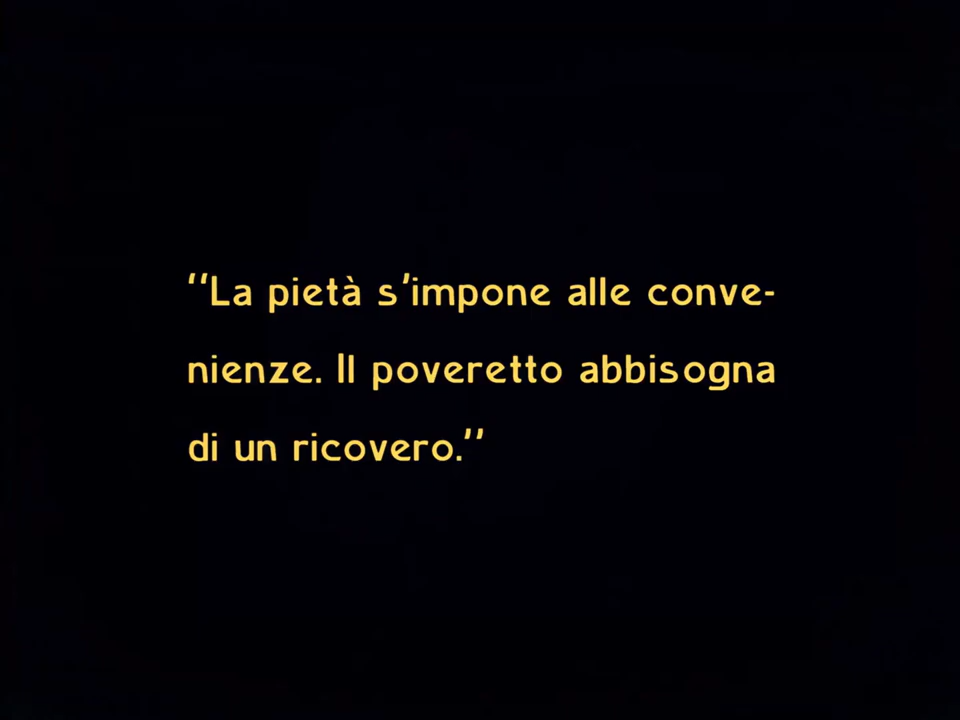 "La pietà s'impone alle conve-
nienze. Il poveretto abbisogna
di un ricovero."